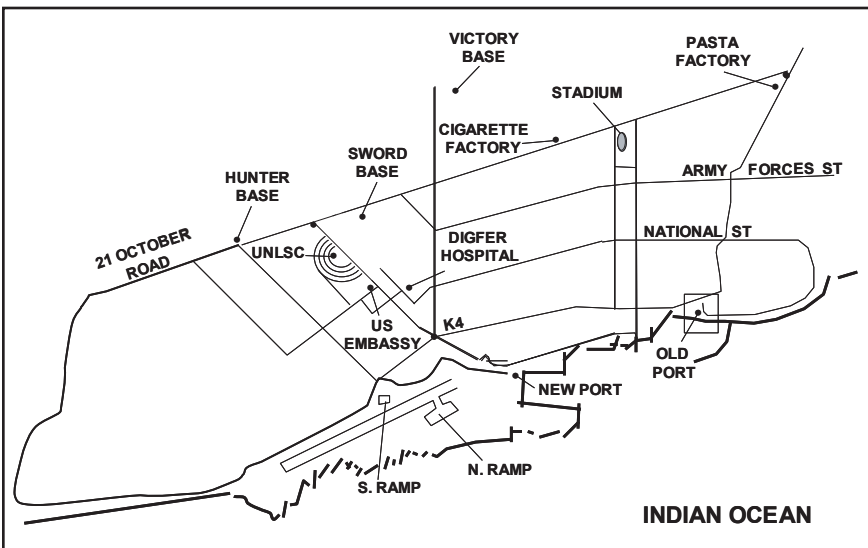 VICTORY
BASE
PASTA
FACTORY
STADIUM
CIGARETTE
FACTORY
SWORD
BASE
HUNTER
BASE
ARMY FORCES ST
21 OCTOBER
ROAD
UNLSC
DIGFER
HOSPITAL
NATIONAL ST
US
EMBASSY
K4
OLD
PORT
NEW PORT
S. RAMP
N. RAMP
INDIAN OCEAN